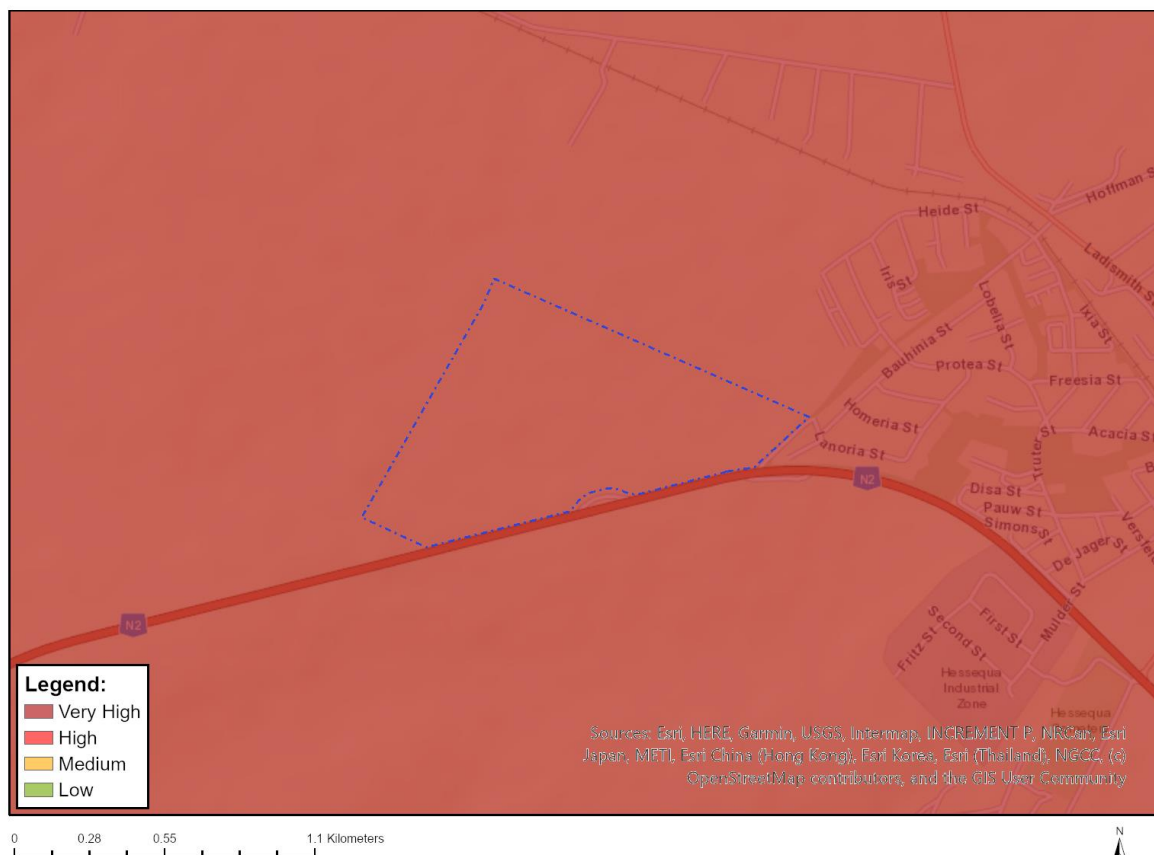 Hoffman S
Heide St
Ladismith S
Iris St
Lobelia St
Ixia St
Bauhinia St
Protea St
Freesia St
Homeria St
Lanoria St
Truter St
Acacia St
B
N2
Disa St
Pauw St
Simons St
Versfe
De Jager St
Mulder St
First St
Second St
Fritz St
N2
Hessequa
Industrial
Zone
Hessequa
Legend:
Very High
High
Medium
Low
Sources: Esri, HERE, Garmin, USGS, Intermap, INCREMENT P, NRCan, Esri
Japan, METI, Esri China (Hong Kong), Esri Korea, Esri (Thailand), NGCC, (c)
OpenStreetMap contributors, and the GIS User Community
0 0.28 0.55 1.1 Kilometers
N